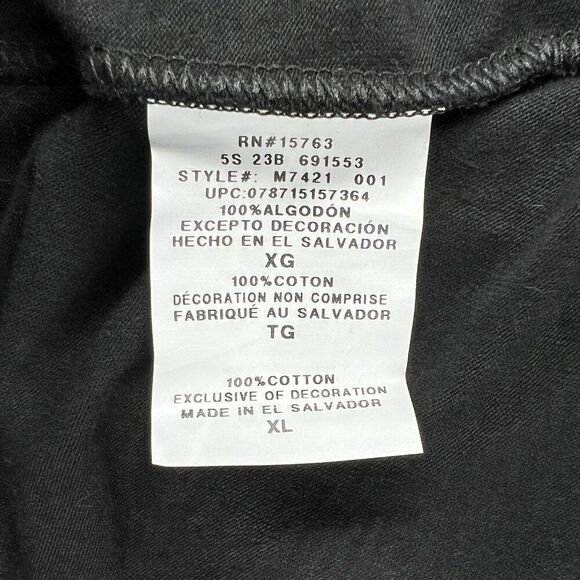 RN#15763
5S 23B 691553
STYLE#: M7421 001
UPC:078715157364
100%ALGODÓN
EXCEPTO DECORACIÓN
HECHO EN EL SALVADOR
XG
100%COTON
DÉCORATION NON COMPRISE
FABRIQUÉ AU SALVADOR
TG
100%COTTON
EXCLUSIVE OF DECORATION
MADE IN EL SALVADOR
XL